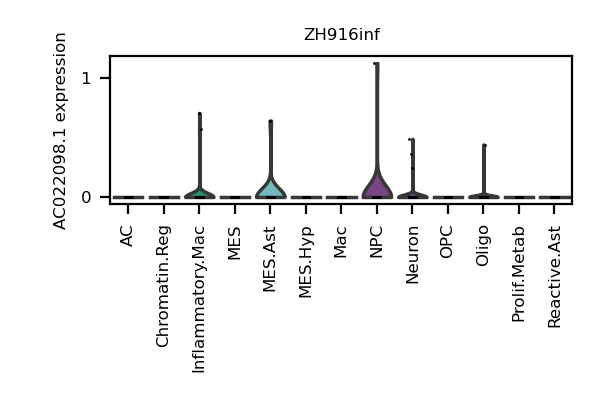 ZH916inf
AC022098.1 expression
1
0
AC
Chromatin.Reg
Inflammatory.Mac
MES
MES.Ast
MES.Hyp
Mac
NPC
Neuron
OPC
Oligo
Prolif.Metab
Reactive.Ast